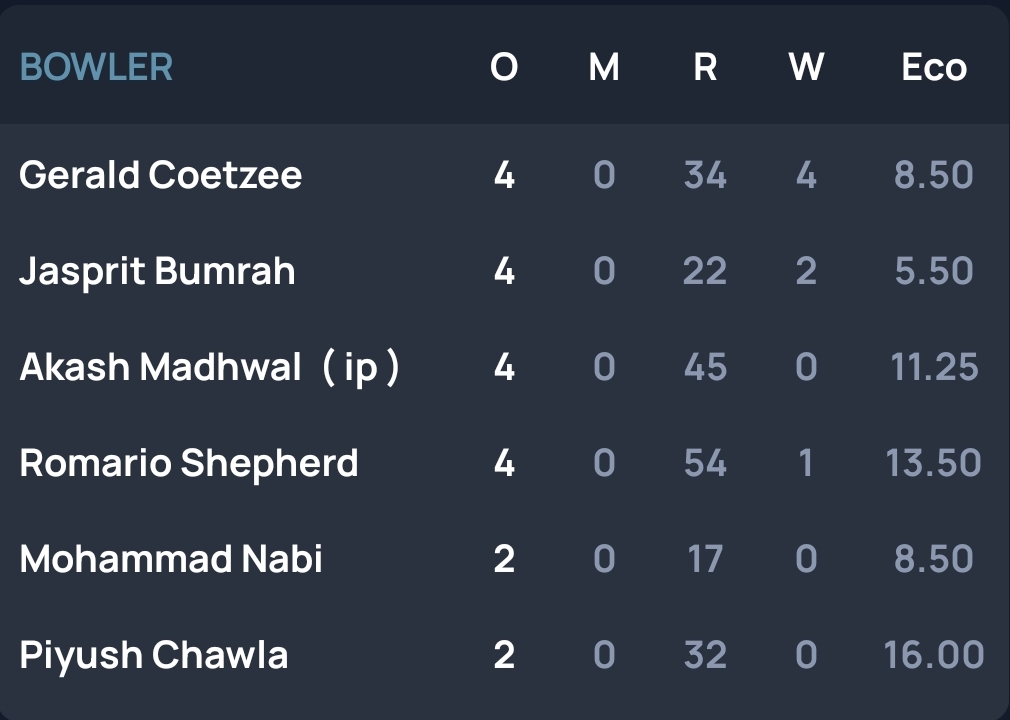 BOWLER O M R W Eco
Gerald Coetzee 4 0 34 4 8.50
Jasprit Bumrah 4 0 22 2 5.50
Akash Madhwal ( ip ) 4 0 45 0 11.25
Romario Shepherd 4 0 54 1 13.50
Mohammad Nabi 2 0 17 0 8.50
Piyush Chawla 2 0 32 0 16.00